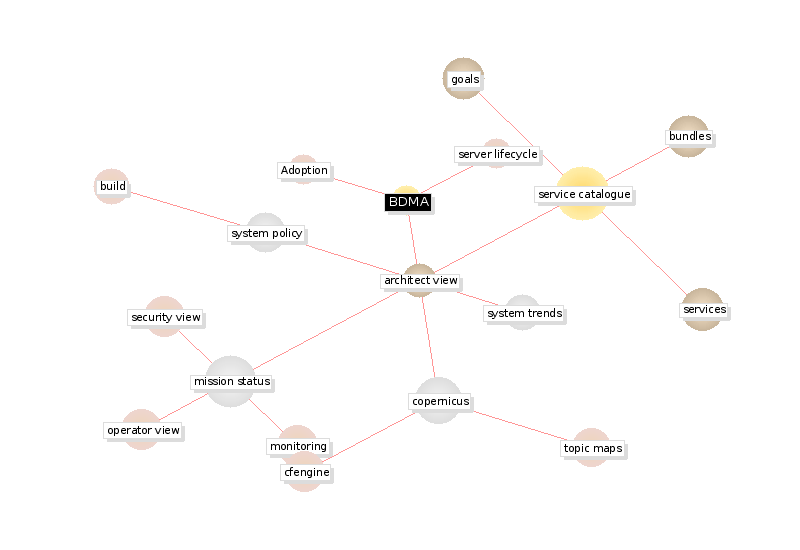 goals
bundles
server lifecycle
Adoption
build
service catalogue
BDMA
system policy
architect view
services
system trends
security view
mission status
copernicus
operator view
monitoring
topic maps
cfengine